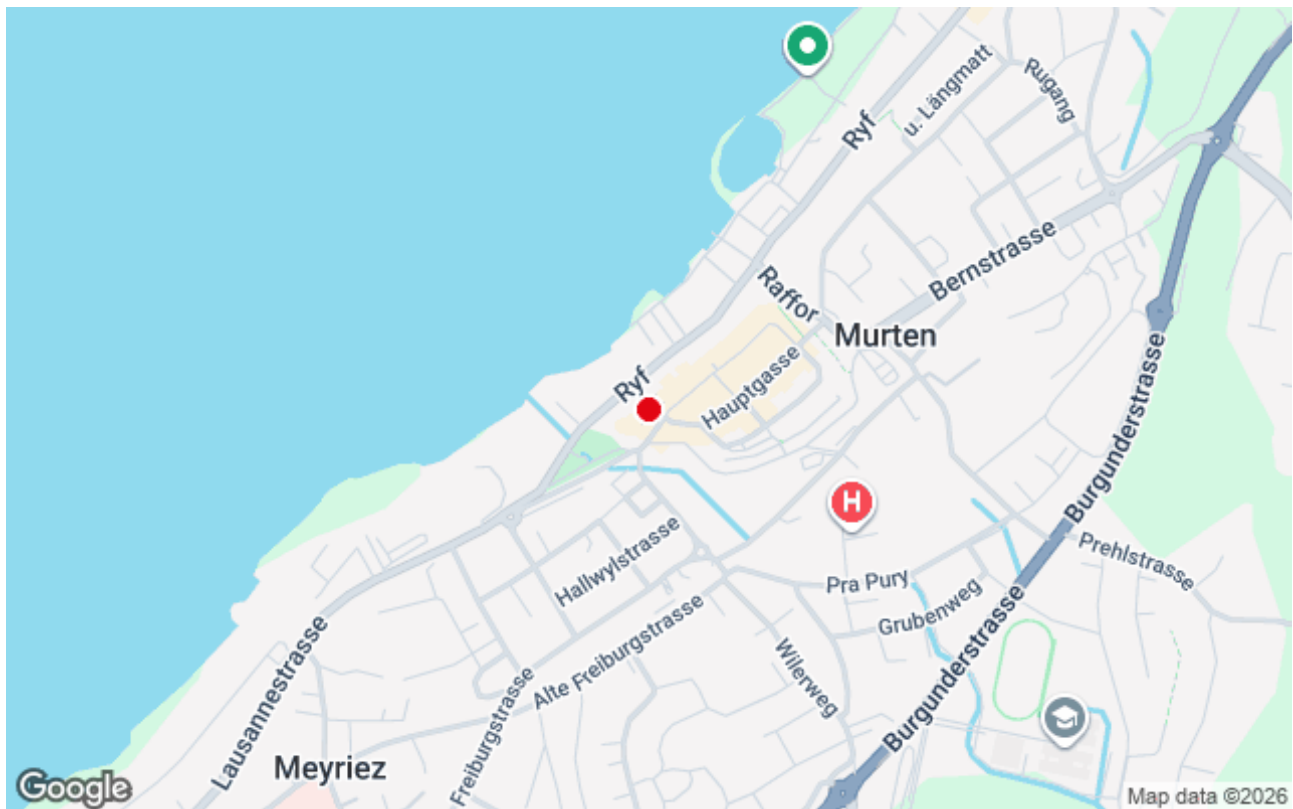 Ryf
u. Längmatt
Rugang
Bernstrasse
Raffor
Murten
Ryf
Hauptgasse
Burgunderstrasse
H
Prehlstrasse
Hallwylstrasse
Pra Pury
Grubenweg
Alte Freiburgstrasse
Wilerweg
Lausannestrasse
Freiburgstrasse
Burgunderstrasse
Meyriez
Google
Map data ©2026